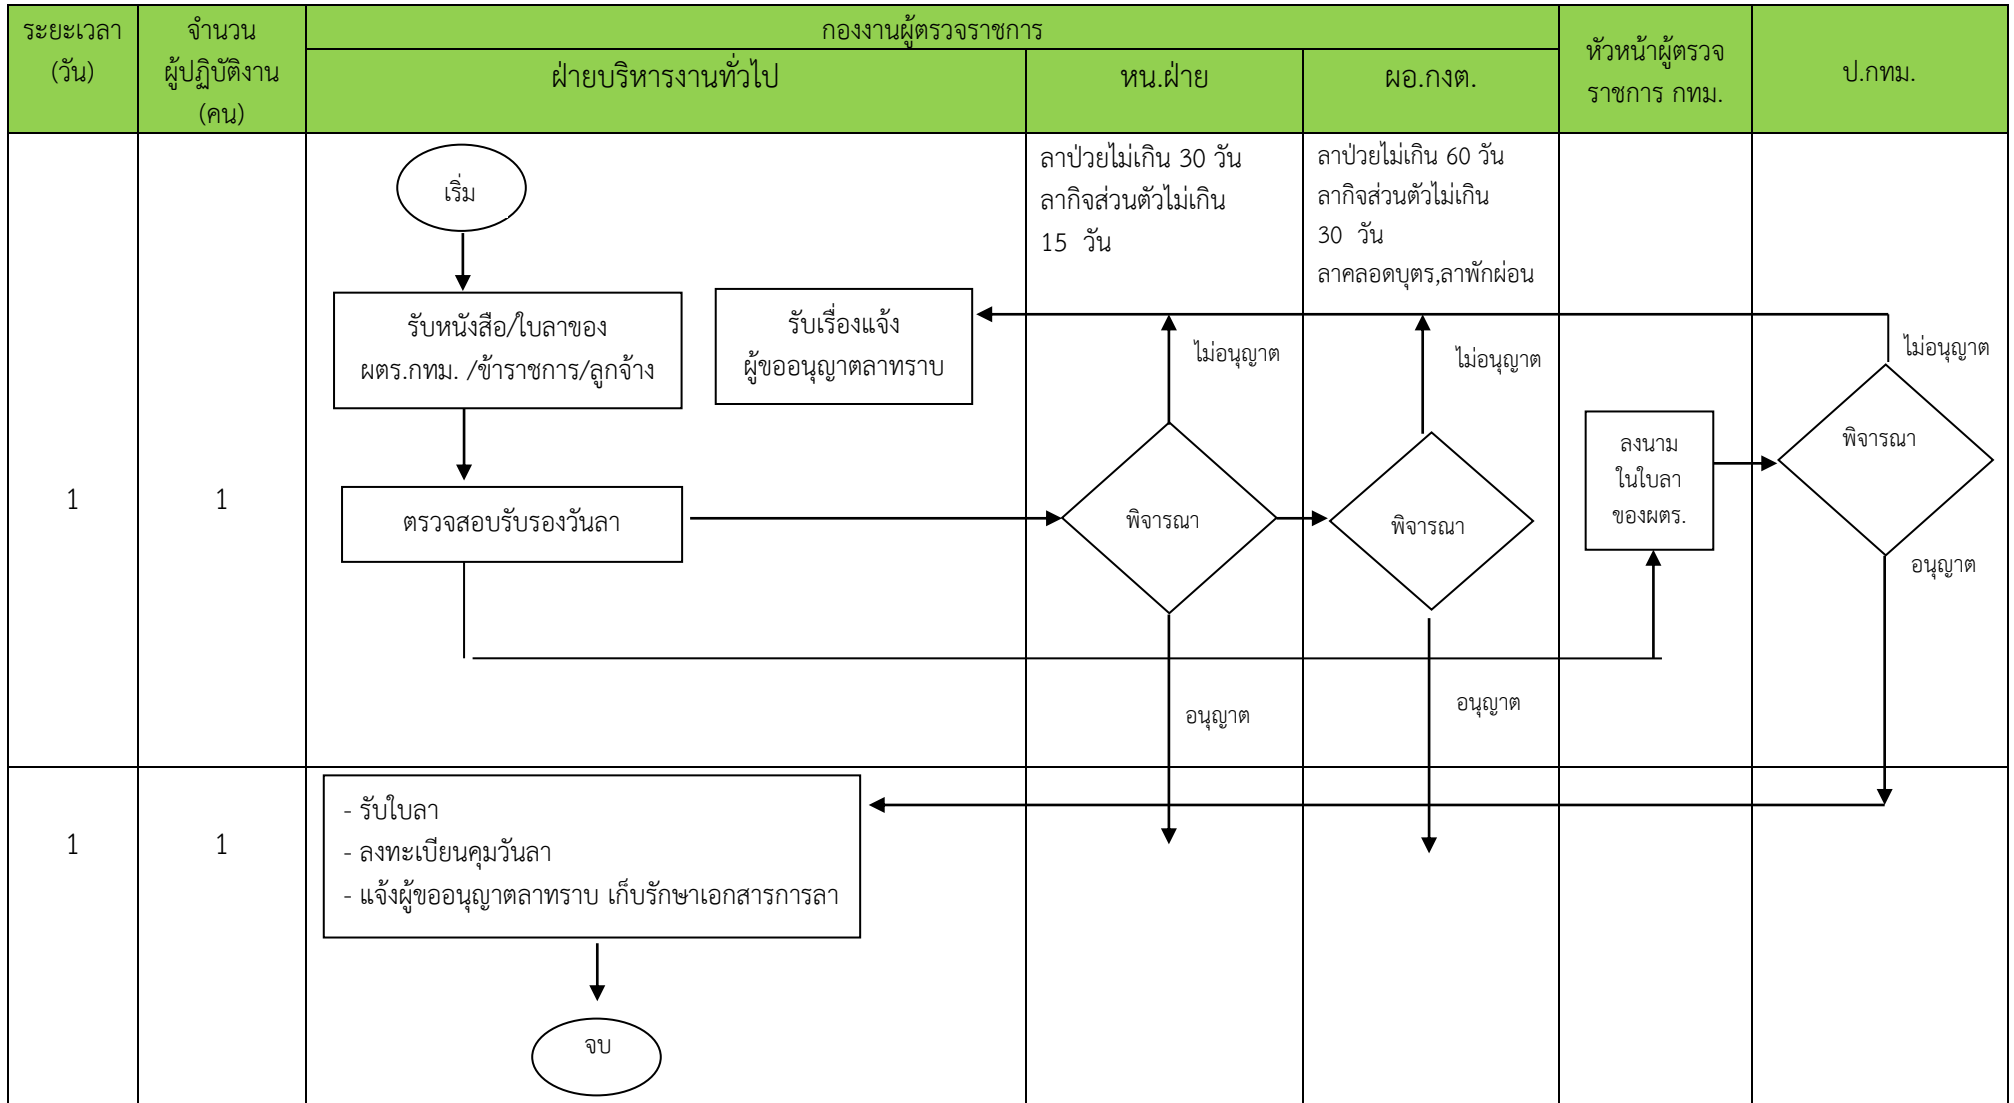 ระยะเวลา
(วัน)
จำนวน
ผู้ปฏิบัติงาน
(คน)
กองงานผู้ตรวจราชการ
ฝ่ายบริหารงานทั่วไป
หน.ฝ่าย
ผอ.กงต.
หัวหน้าผู้ตรวจ
ราชการ กทม.
ป.กทม.
1
1
เริ่ม
รับหนังสือ/ใบลาของ
ผตร.กทม. /ข้าราชการ/ลูกจ้าง
ตรวจสอบรับรองวันลา
รับเรื่องแจ้ง
ผู้ขออนุญาตลาทราบ
ลาป่วยไม่เกิน 30 วัน
ลากิจส่วนตัวไม่เกิน
15 วัน
ไม่อนุญาต
พิจารณา
อนุญาต
ลาป่วยไม่เกิน 60 วัน
ลากิจส่วนตัวไม่เกิน
30 วัน
ลาคลอดบุตร,ลาพักผ่อน
ไม่อนุญาต
พิจารณา
อนุญาต
ลงนาม
ในใบลา
ของผตร.
ไม่อนุญาต
พิจารณา
อนุญาต
1
1
- รับใบลา
- ลงทะเบียนคุมวันลา
- แจ้งผู้ขออนุญาตลาทราบ เก็บรักษาเอกสารการลา
จบ